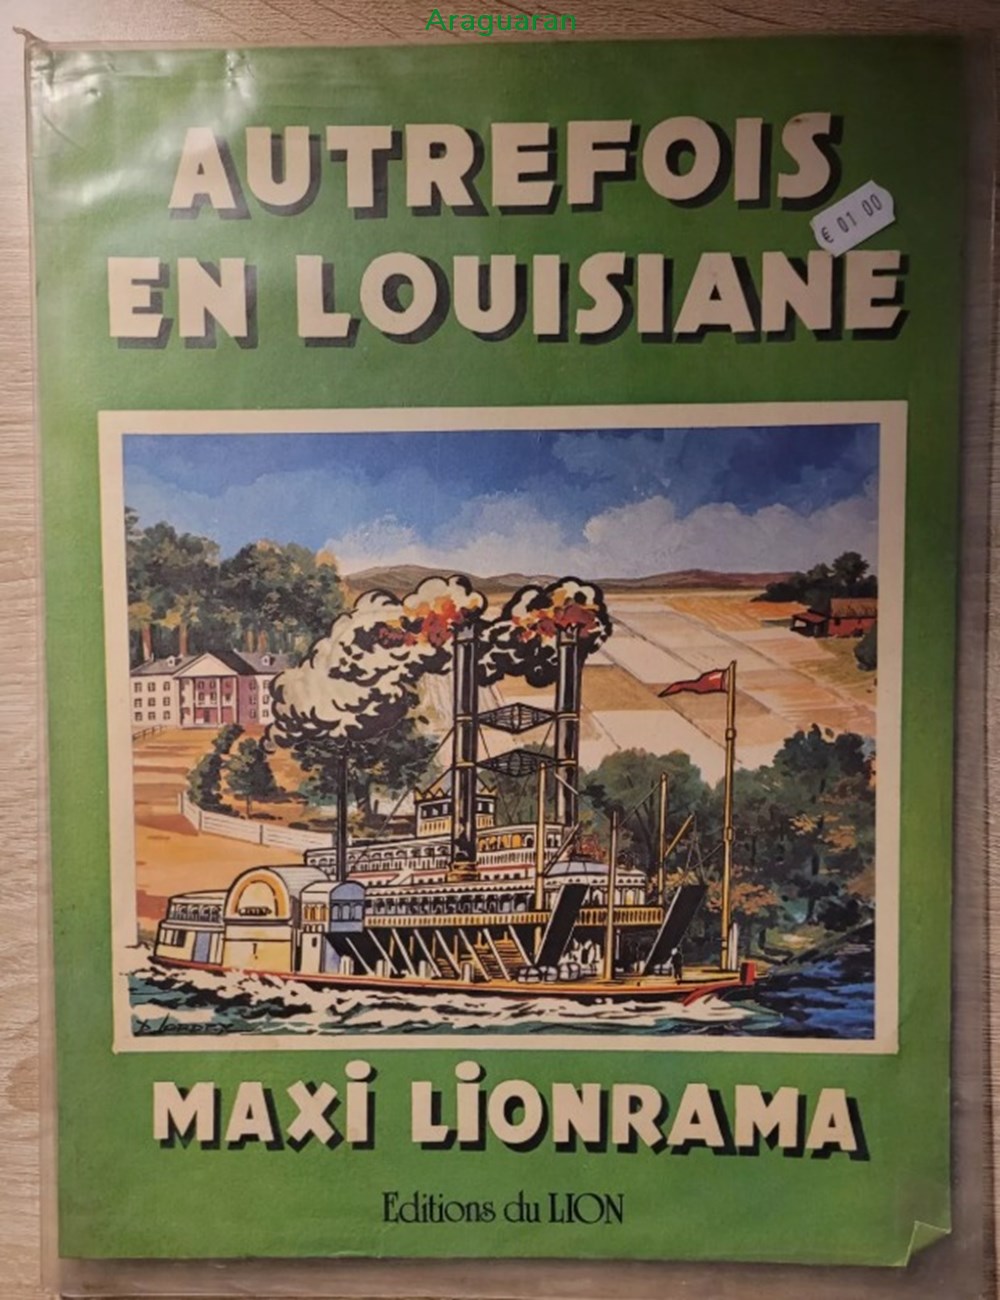 Araguaran
AUTREFOIS
€ 01 00
EN LOUISIANE
MAXI LIONRAMA
Editions du LION